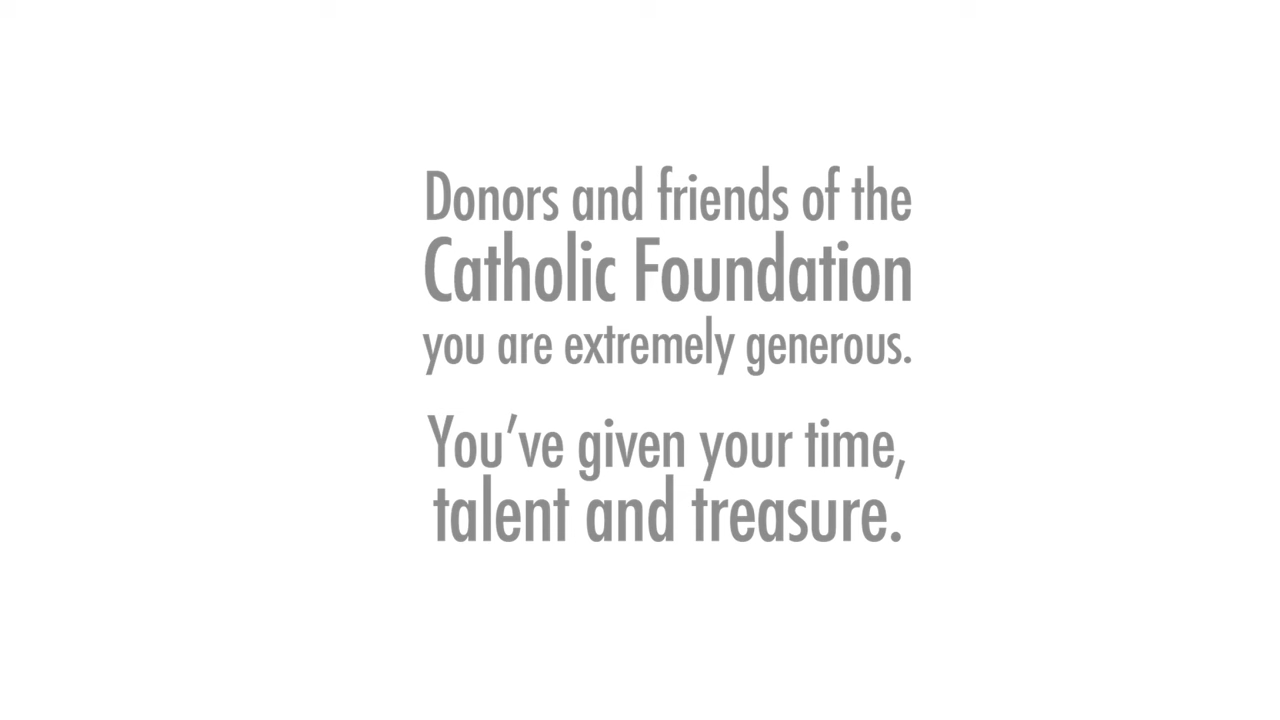 Donors and friends of the
Catholic Foundation
you are extremely generous.
You’ve given your time,
talent and treasure.